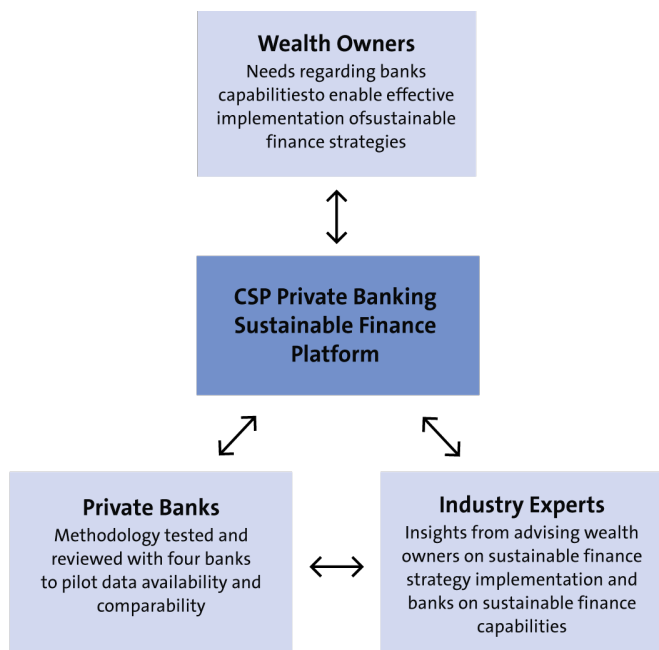 Wealth Owners
Needs regarding banks
capabilitiesto enable effective
implementation ofsustainable
finance strategies
CSP Private Banking
Sustainable Finance
Platform
Private Banks
Methodology tested and
reviewed with four banks
to pilot data availability and
comparability
Industry Experts
Insights from advising wealth
owners on sustainable finance
strategy implementation and
banks on sustainable finance
capabilities